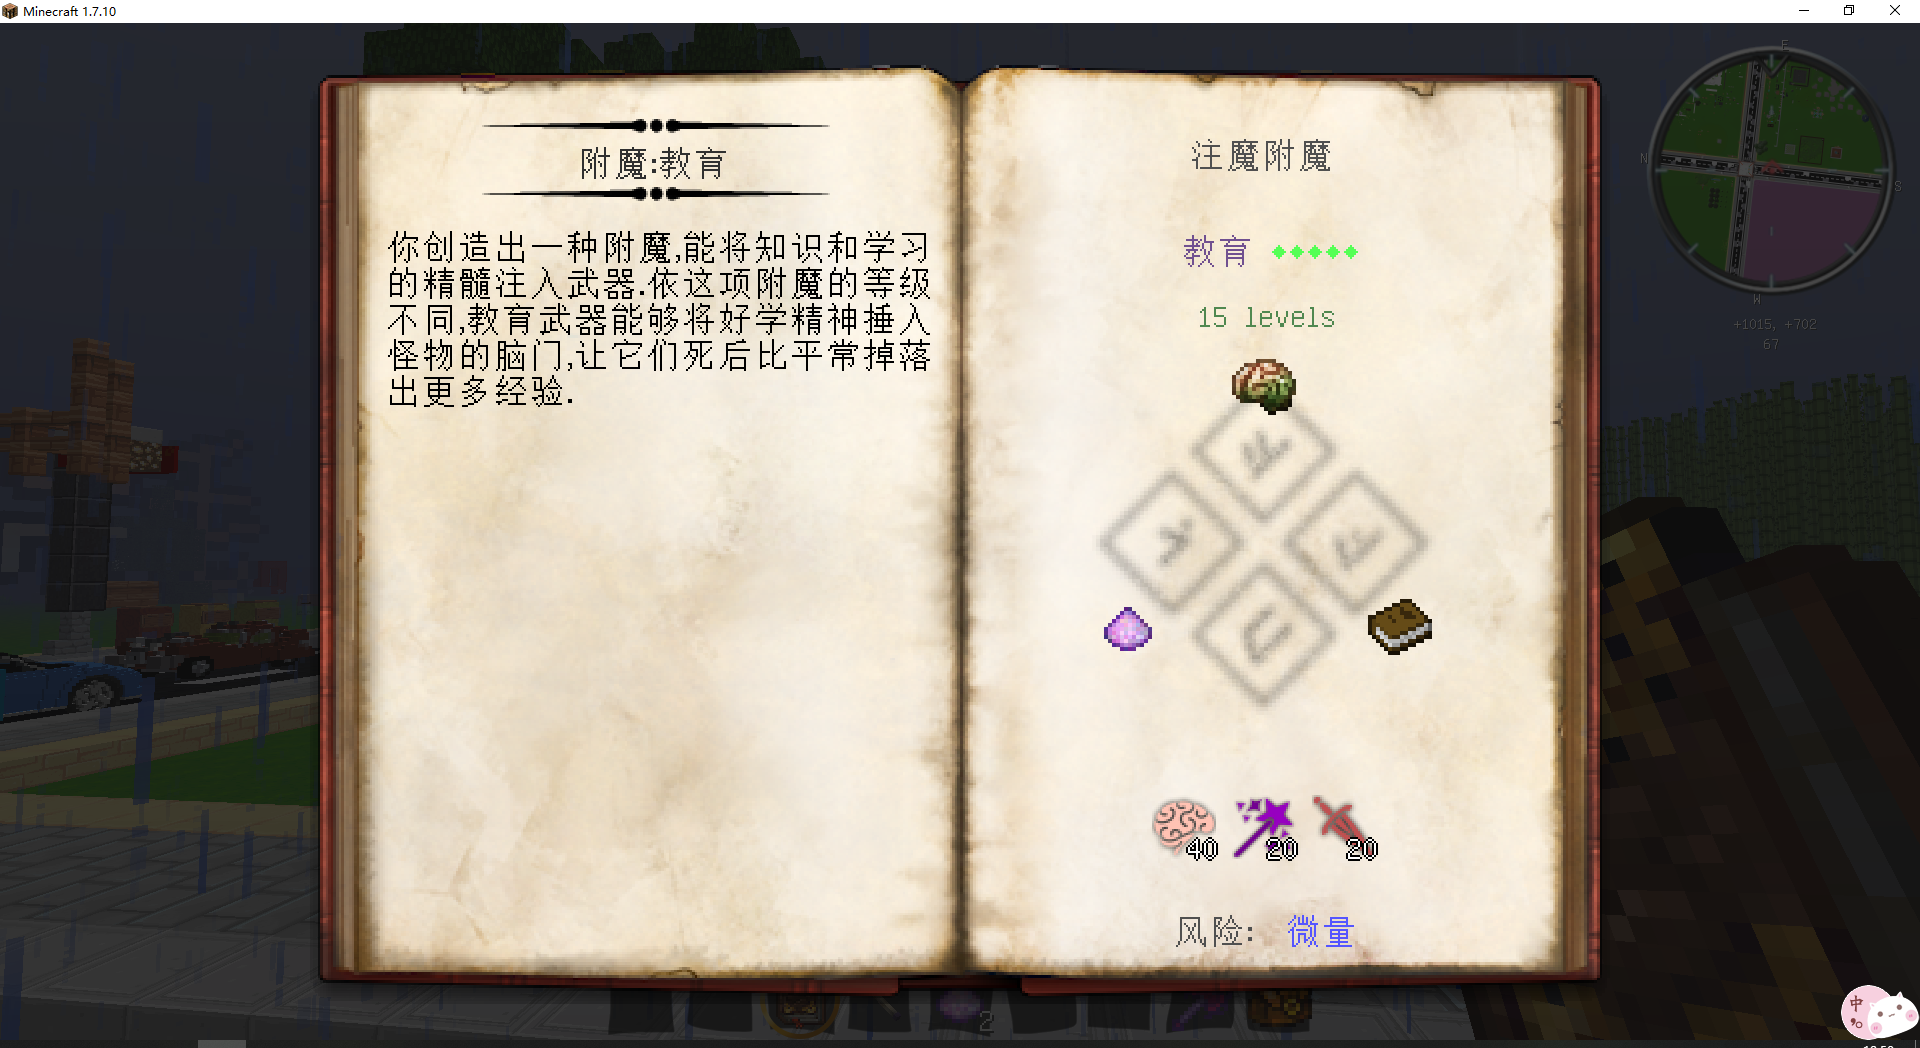 Minecraft 1.7.10
附魔:教育
你创造出一种附魔,能将知识和学习
的精髓注入武器.依这项附魔的等级
不同,教育武器能够将好学精神捶入
怪物的脑门,让它们死后比平常掉落
出更多经验.
注魔附魔
教育
15 levels
40
20
20
风险: 微量
E
N
S
W
+1015, +702
67
2
中